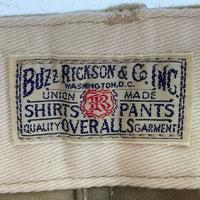 BUZZ RICKSON & CO. INC.
WASHINGTON, D.C.
UNION MADE
SHIRTS BR PANTS
QUALITY OVERALLS GARMENT